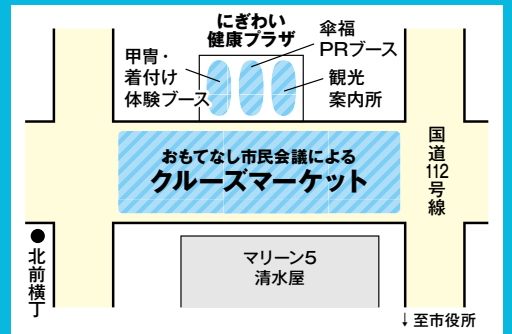 にぎわい
健康プラザ
甲冑・
着付け
体験ブース
傘福
PRブース
観光
案内所
おもてなし市民会議による
クルーズマーケット
国道112号線
●北前横丁
マリーン5
清水屋
↓至市役所